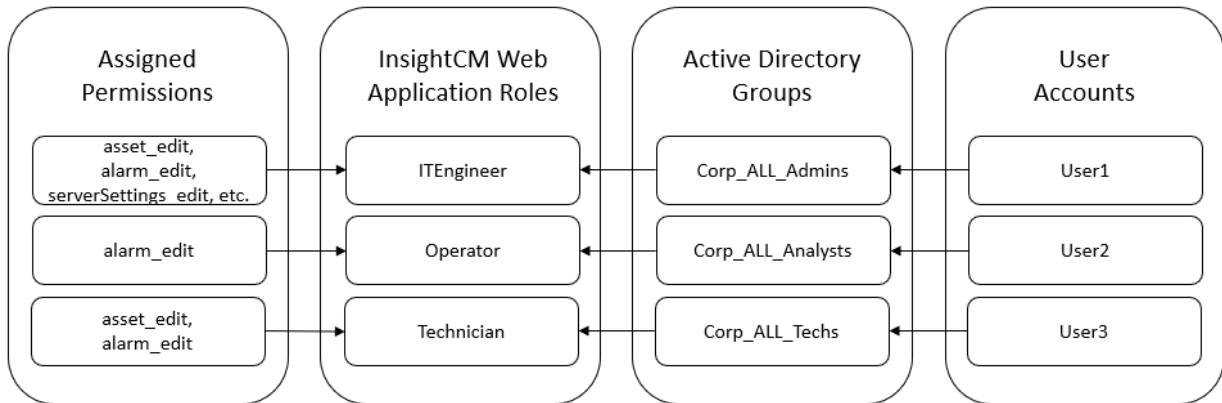 Assigned
Permissions
asset_edit,
alarm_edit,
serverSettings_edit, etc.
alarm_edit
asset_edit,
alarm_edit
InsightCM Web
Application Roles
ITEngineer
Operator
Technician
Active Directory
Groups
Corp_ALL_Admins
Corp_ALL_Analysts
Corp_ALL_Techs
User
Accounts
User1
User2
User3